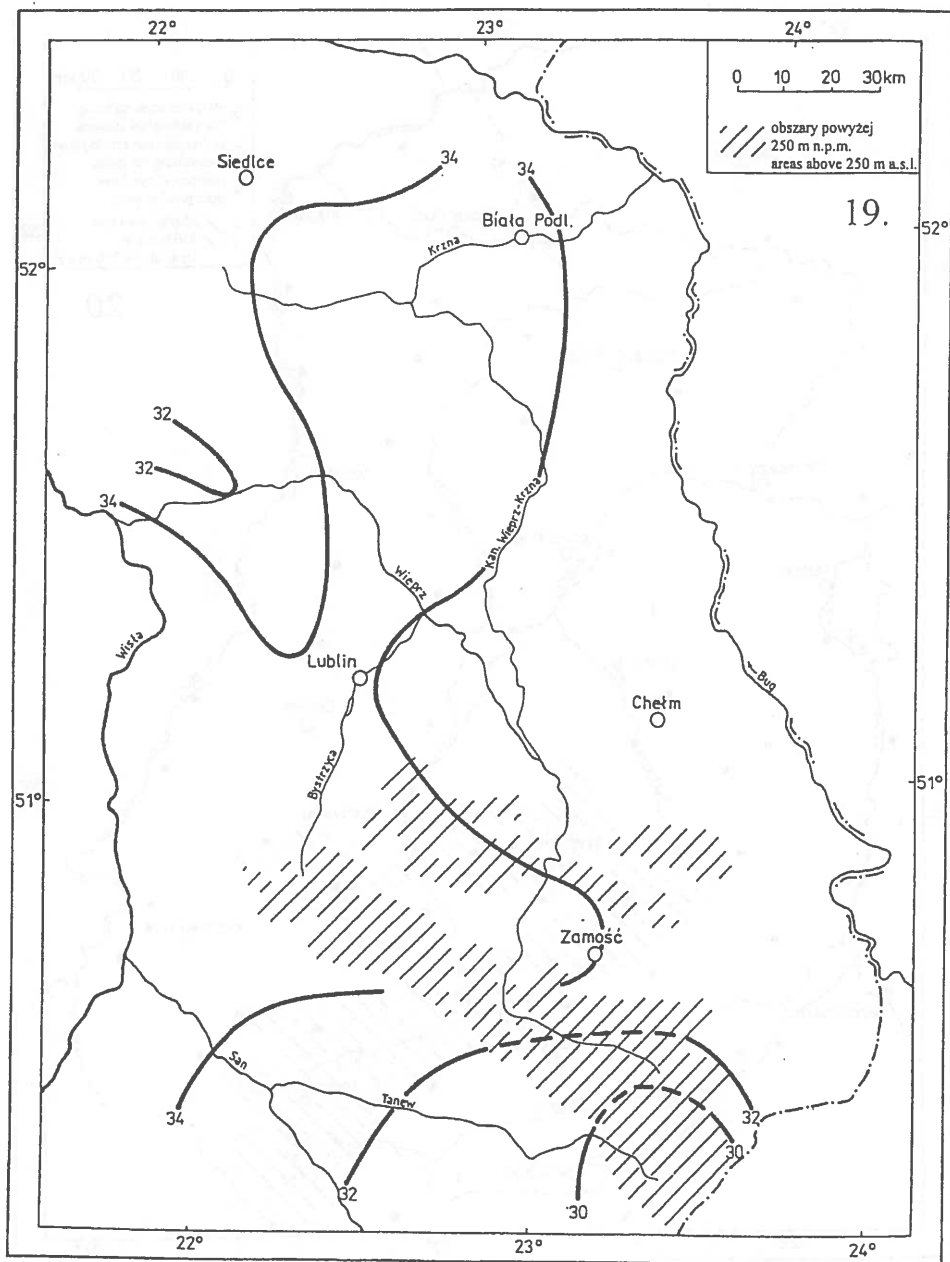 22°
23°
24°
0 10 20 30km
obszary powyżej
250 m n.p.m.
areas above 250 m a.s.l.
19.
34
34
Siedlce
Biała Podl.
Krzna
52°
52°
20
32
32
34
Kan. Wieprz-Krzna
Wieprz
Wisła
Lublin
Bug
Chełm
Bystrzyca
51°
51°
Zamość
San
Tanew
34
32
32
30
30
22°
23°
24°